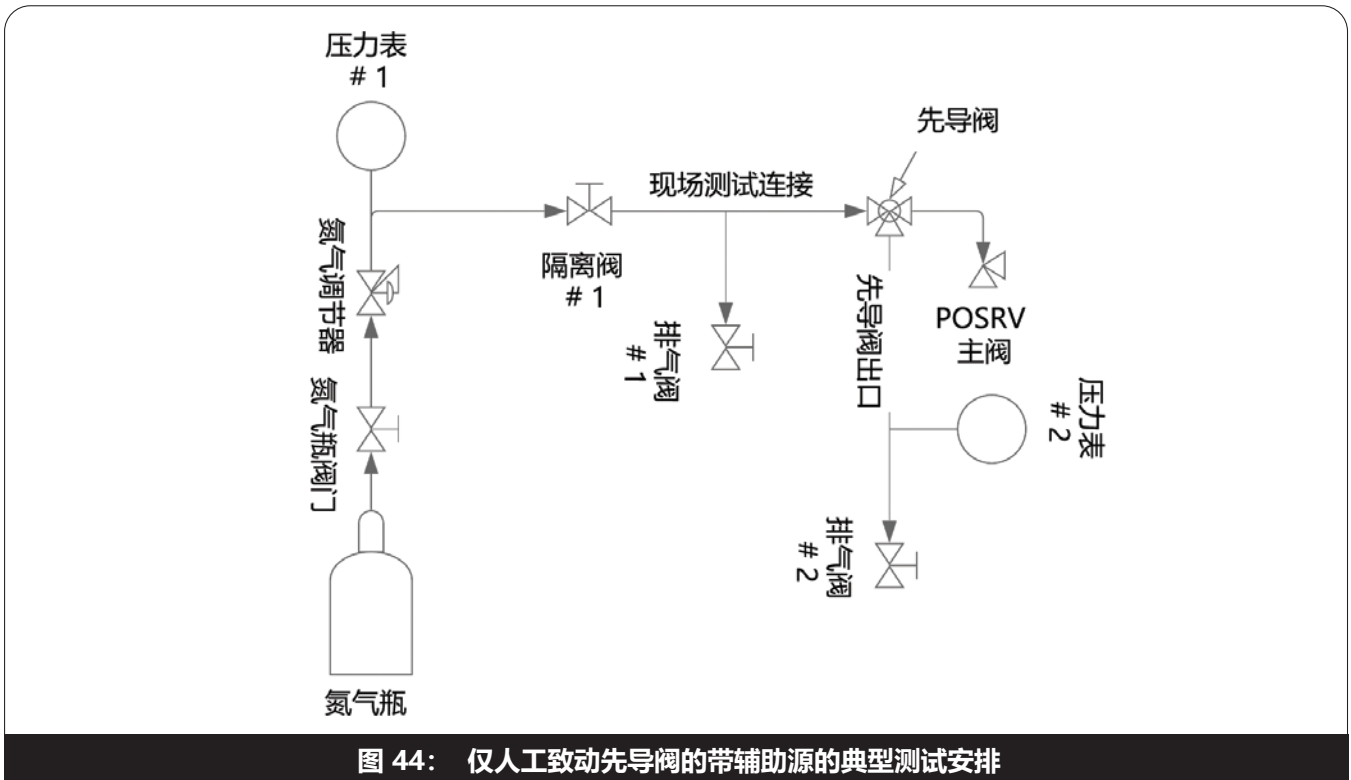 压力表
# 1
先导阀
现场测试连接
氮气调节器
隔离阀
# 1
排气阀
# 1
先导阀出口
POSRV
主阀
氮气瓶阀门
压力表
# 2
排气阀
# 2
氮气瓶
图 44： 仅人工致动先导阀的带辅助源的典型测试安排